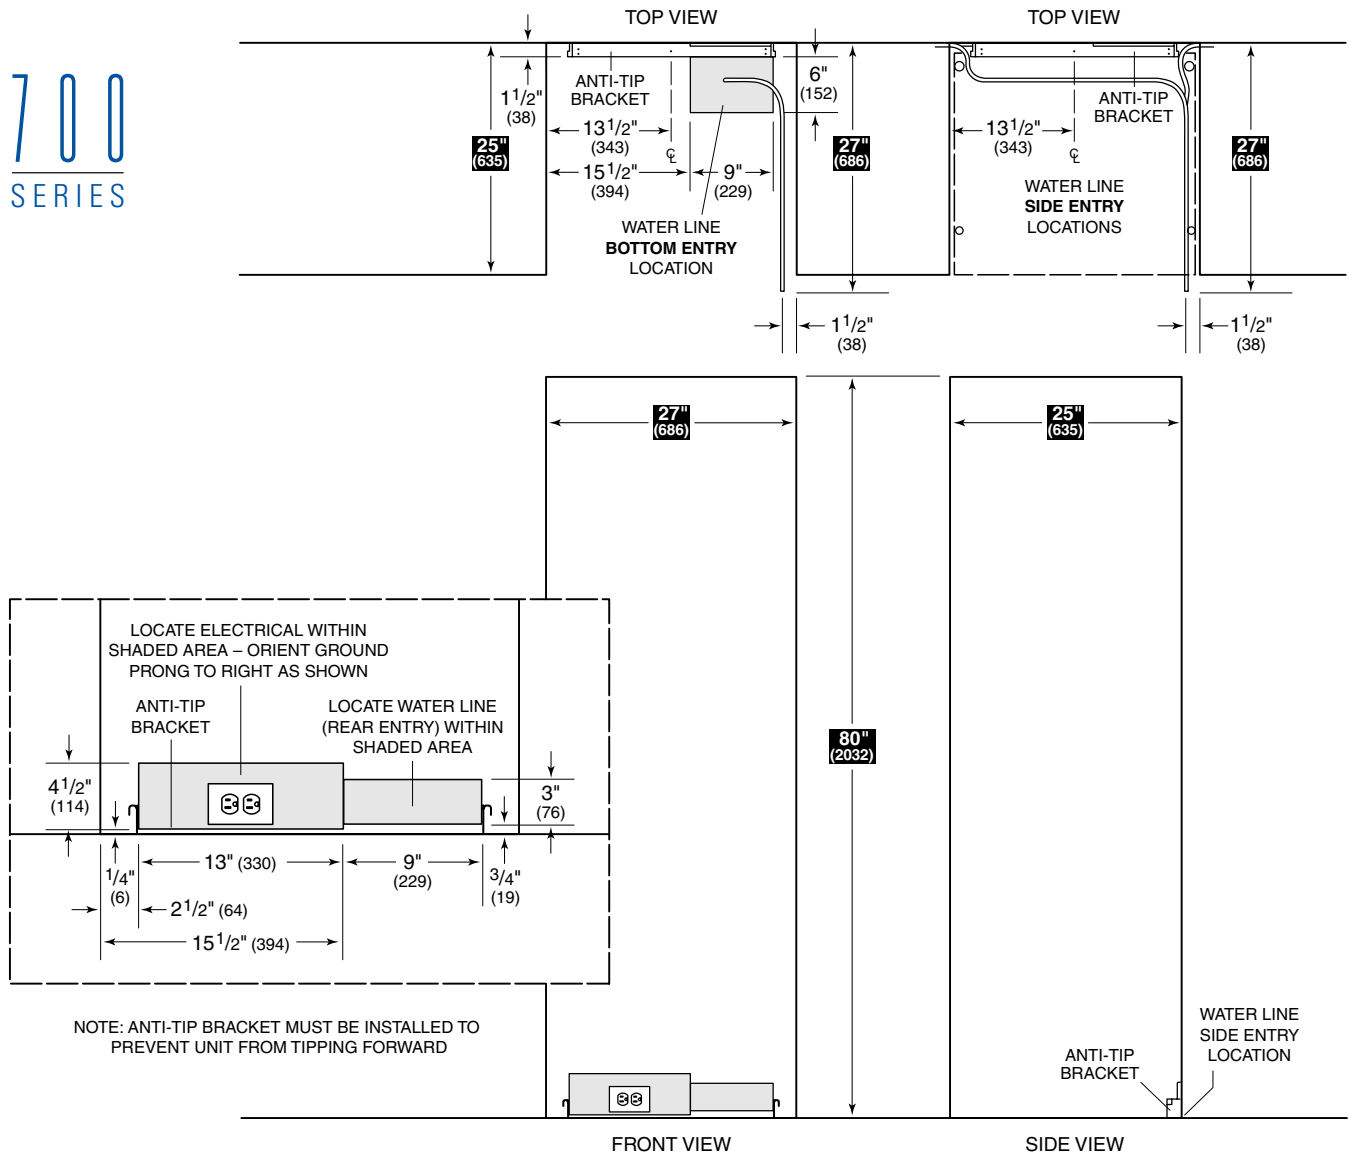 TOP VIEW
TOP VIEW
700
SERIES
1 1/2"
(38)
25"
(635)
ANTI-TIP
BRACKET
13 1/2"
(343)
C
L
15 1/2"
(394)
9"
(229)
6"
(152)
27"
(686)
WATER LINE
BOTTOM ENTRY
LOCATION
1 1/2"
(38)
ANTI-TIP
BRACKET
13 1/2"
(343)
C
L
WATER LINE
SIDE ENTRY
LOCATIONS
27"
(686)
1 1/2"
(38)
27"
(686)
25"
(635)
80"
(2032)
LOCATE ELECTRICAL WITHIN
SHADED AREA – ORIENT GROUND
PRONG TO RIGHT AS SHOWN
ANTI-TIP
BRACKET
LOCATE WATER LINE
(REAR ENTRY) WITHIN
SHADED AREA
4 1/2"
(114)
3"
(76)
1/4"
(6)
13" (330)
9"
(229)
3/4"
(19)
2 1/2" (64)
15 1/2" (394)
NOTE: ANTI-TIP BRACKET MUST BE INSTALLED TO
PREVENT UNIT FROM TIPPING FORWARD
ANTI-TIP
BRACKET
WATER LINE
SIDE ENTRY
LOCATION
FRONT VIEW
SIDE VIEW